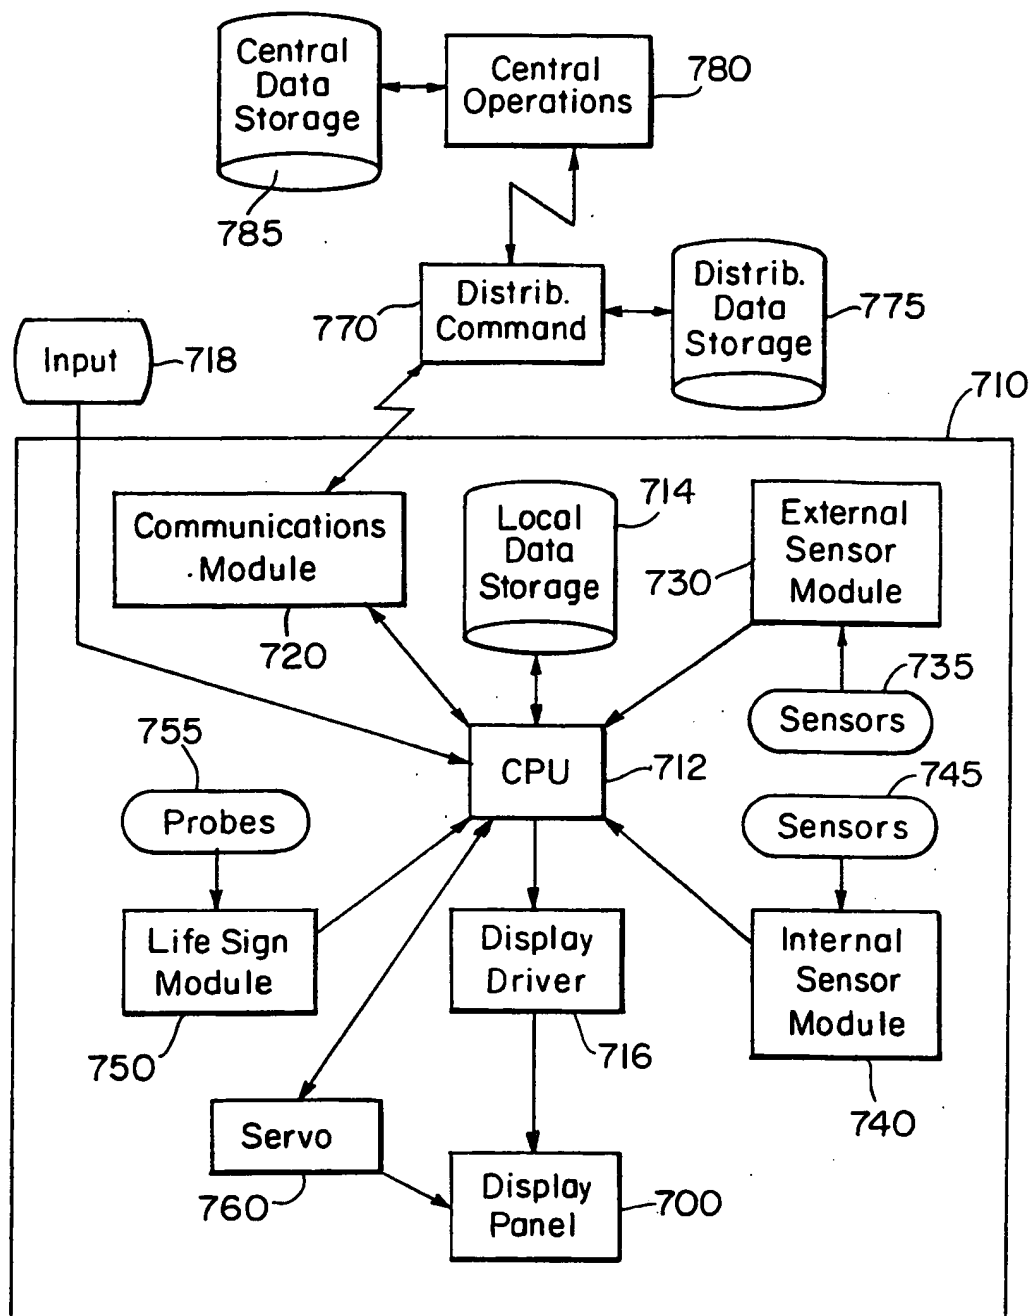 Central
Data
Storage
785
Central
Operations
780
Distrib.
Command
770
Distrib.
Data
Storage
775
Input
718
710
Communications
Module
720
Local
Data
Storage
714
External
Sensor
Module
730
Sensors
735
CPU
712
Probes
755
Sensors
745
Life Sign
Module
750
Display
Driver
716
Internal
Sensor
Module
740
Servo
760
Display
Panel
700